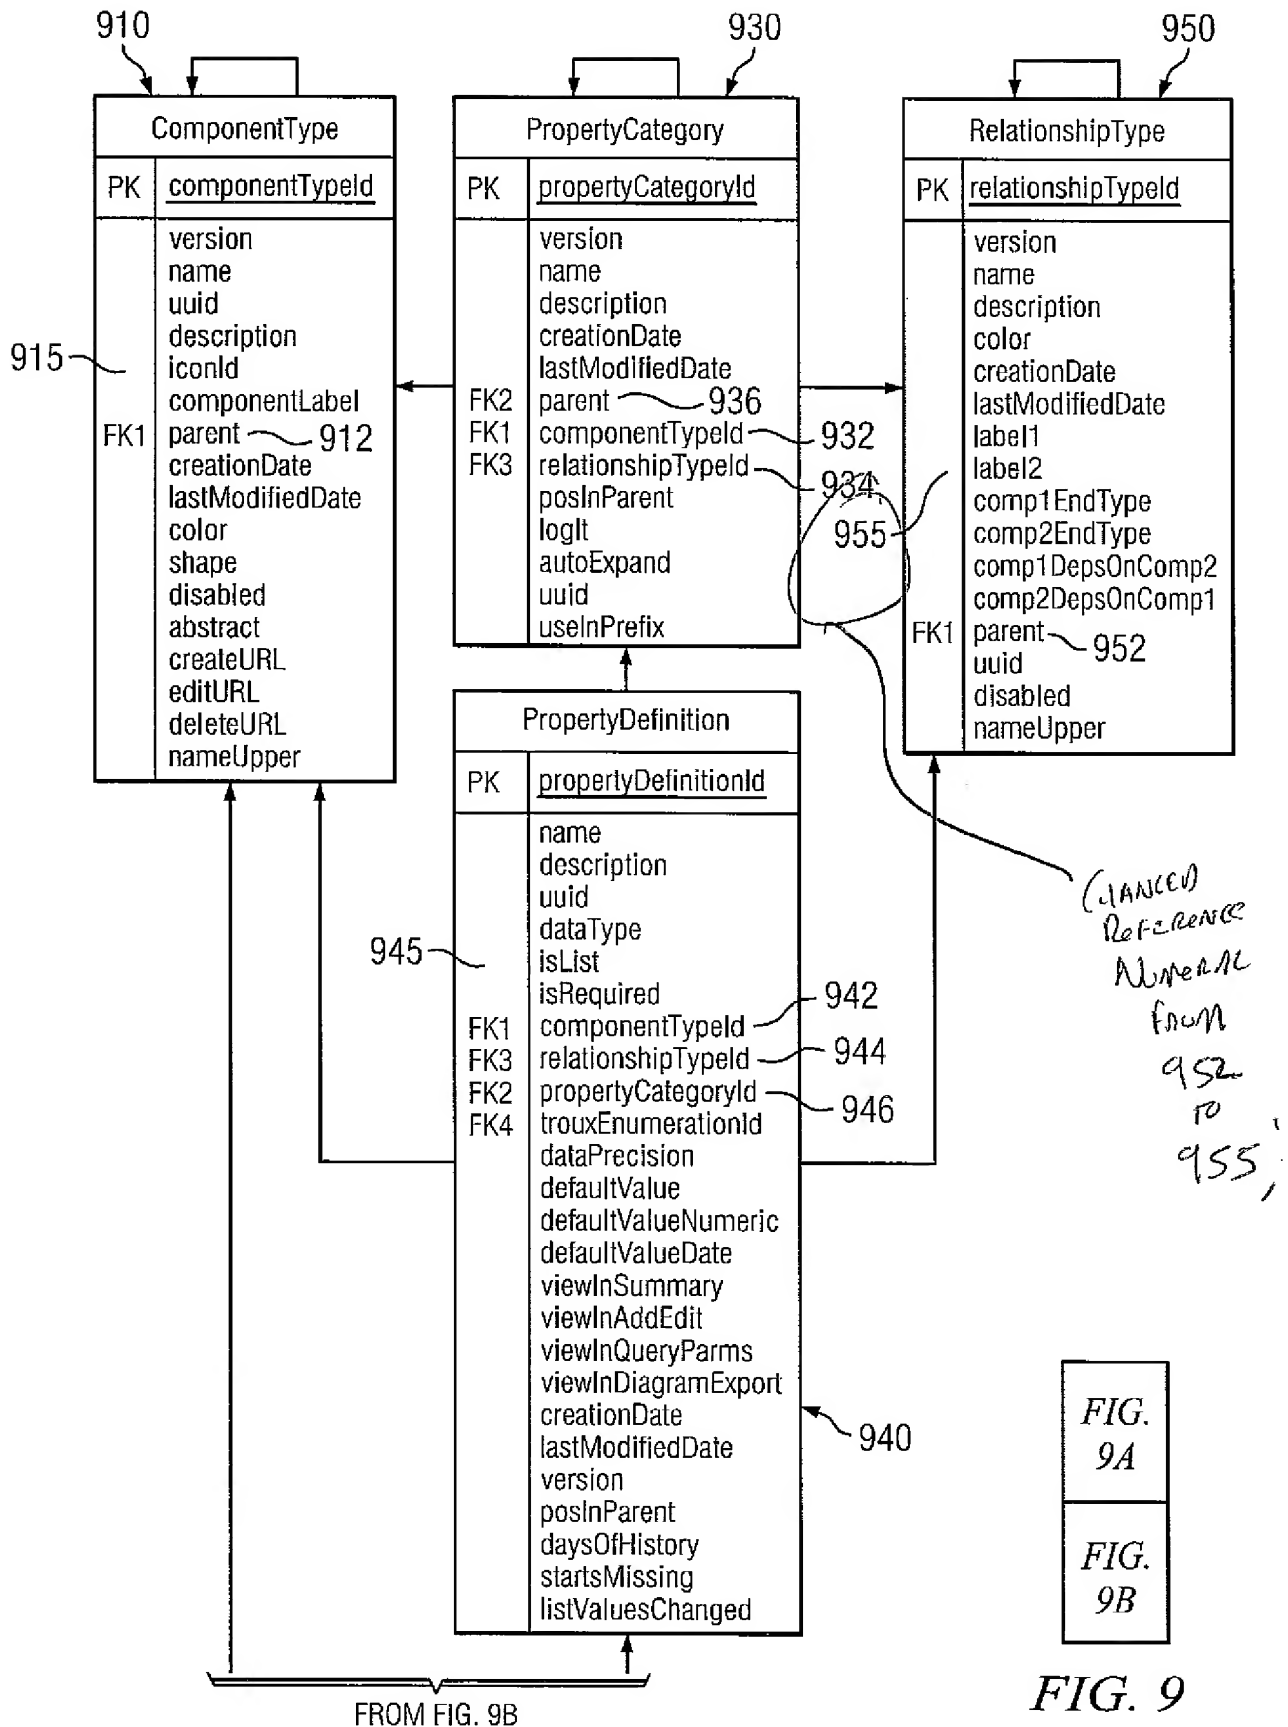 910
930
950
ComponentType
PK componentTypeId
version
name
uuid
description
915
iconId
componentLabel
FK1 parent 912
creationDate
lastModifiedDate
color
shape
disabled
abstract
createURL
editURL
deleteURL
nameUpper
PropertyCategory
PK propertyCategoryId
version
name
description
creationDate
lastModifiedDate
FK2 parent 936
FK1 componentTypeId 932
FK3 relationshipTypeId 934
posInParent
logIt
autoExpand
uuid
useInPrefix
RelationshipType
PK relationshipTypeId
version
name
description
color
creationDate
lastModifiedDate
label1
label2
955
comp1EndType
comp2EndType
comp1DepsOnComp2
comp2DepsOnComp1
FK1 parent 952
uuid
disabled
nameUpper
PropertyDefinition
PK propertyDefinitionId
name
description
uuid
dataType
945
isList
isRequired
FK1 componentTypeId 942
FK3 relationshipTypeId 944
FK2 propertyCategoryId 946
FK4 trouxEnumerationId
dataPrecision
defaultValue
defaultValueNumeric
defaultValueDate
viewInSummary
viewInAddEdit
viewInQueryParms
viewInDiagramExport
creationDate
940
lastModifiedDate
version
posInParent
daysOfHistory
startsMissing
listValuesChanged
CHANGED
REFERENCE
NUMERAL
FROM
952
TO
955,
FROM FIG. 9B
FIG.
9A
FIG.
9B
FIG. 9